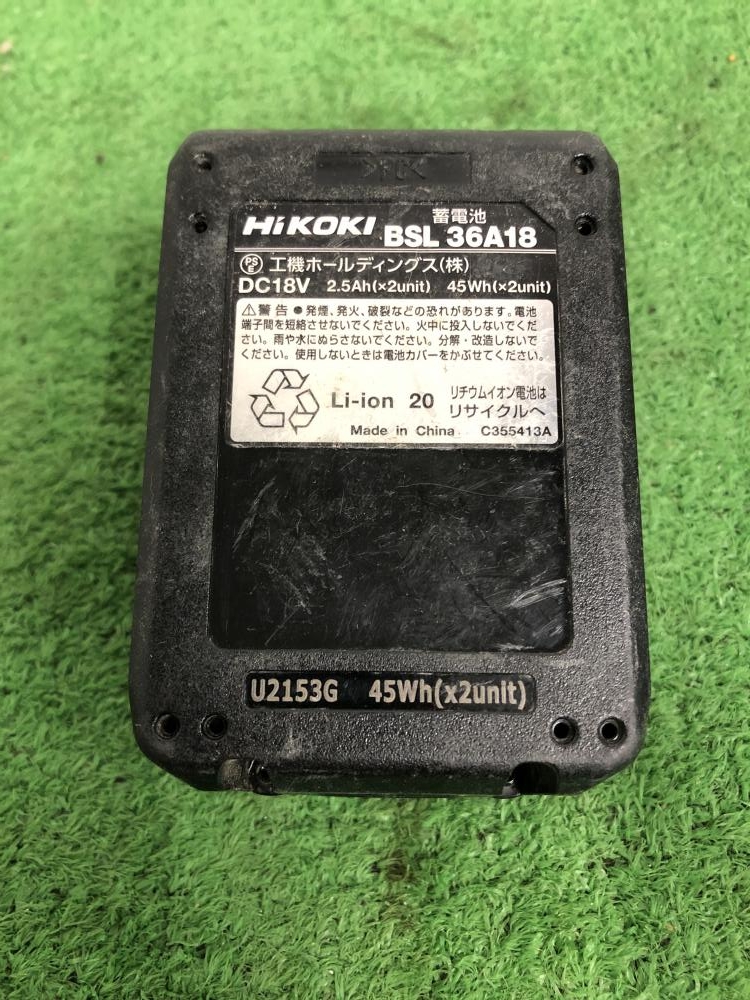 >PC<
蓄電池
HiKOKI BSL 36A18
PS E 工機ホールディングス(株)
DC18V 2.5Ah(×2unit) 45Wh(×2unit)
⚠警告 ●発煙、発火、破裂などの恐れがあります。電池
端子間を短絡させないでください。火中に投入しないでくだ
さい。雨や水にぬらさないでください。分解・改造しないで
ください。使用しないときは電池カバーをかぶせてください。
Li-ion 20 リチウムイオン電池は
リサイクルへ
Made in China C355413A
U2153G 45Wh(x2unit)